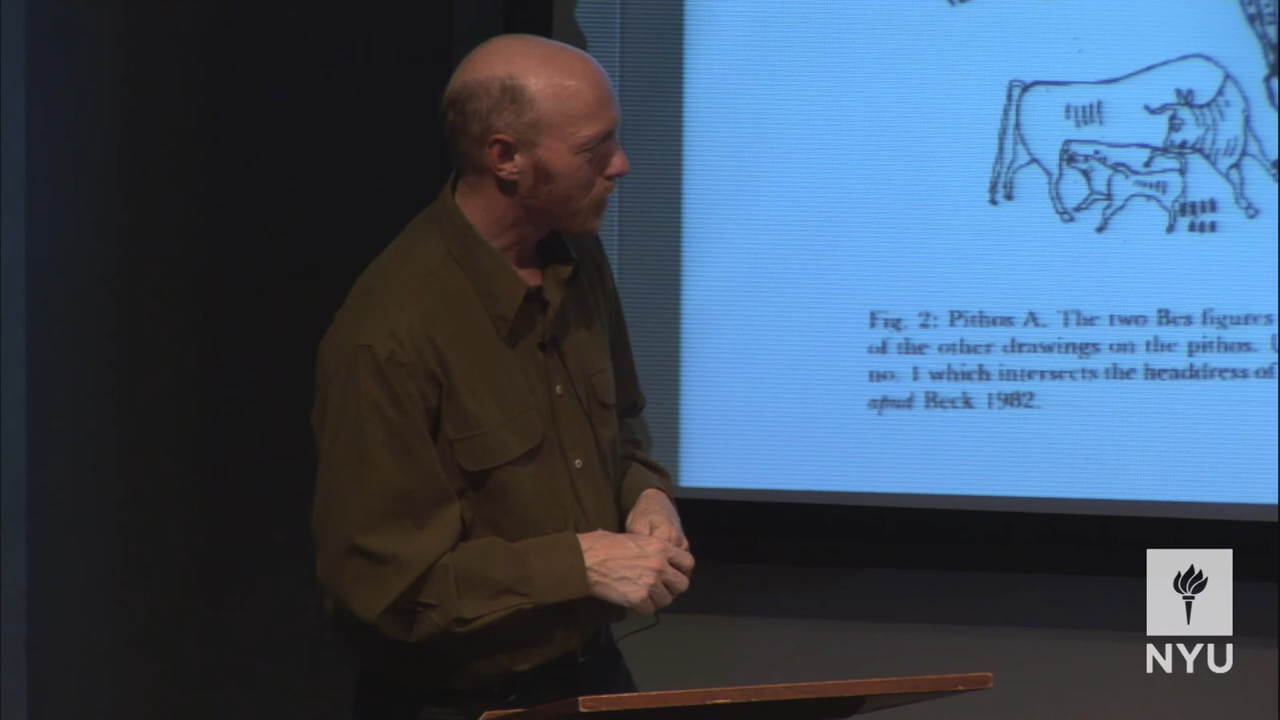 Fig. 2: Pithos A. The two Bes figures
of the other drawings on the pithos.
no. 1 which intersects the headdress of
apud Beck 1982.
NYU